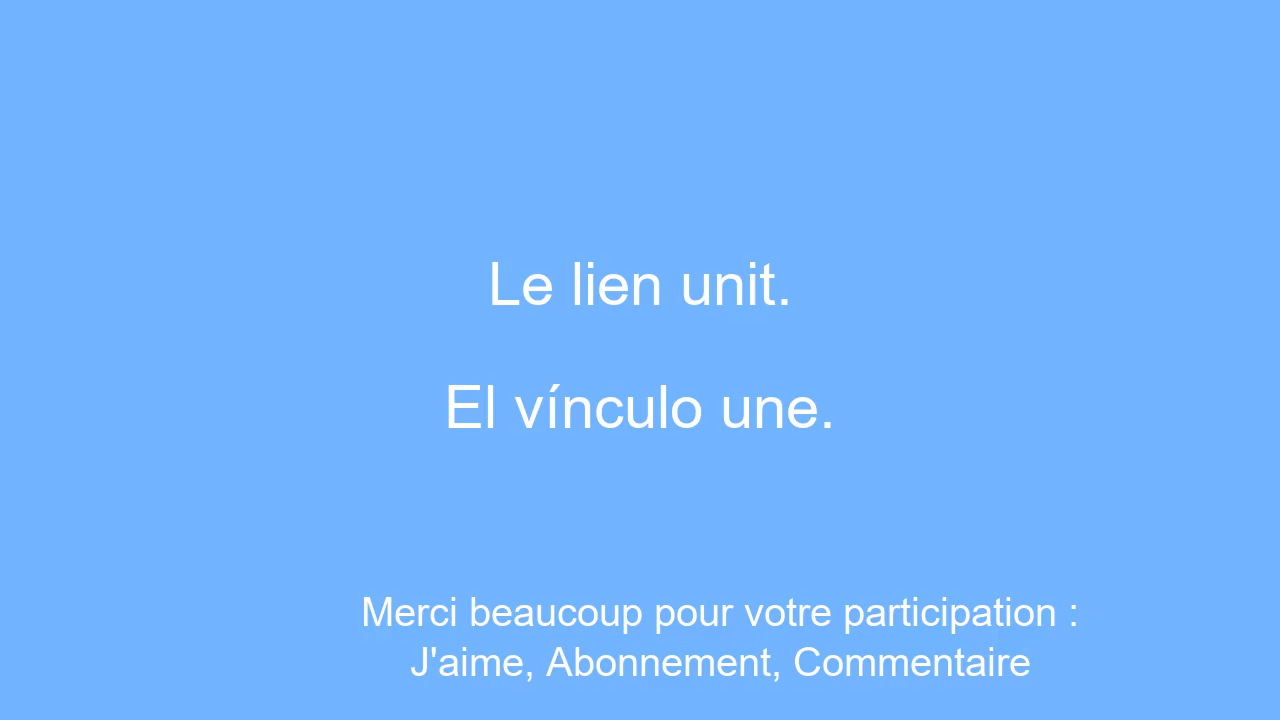 Le lien unit.
El vínculo une.
Merci beaucoup pour votre participation :
J'aime, Abonnement, Commentaire